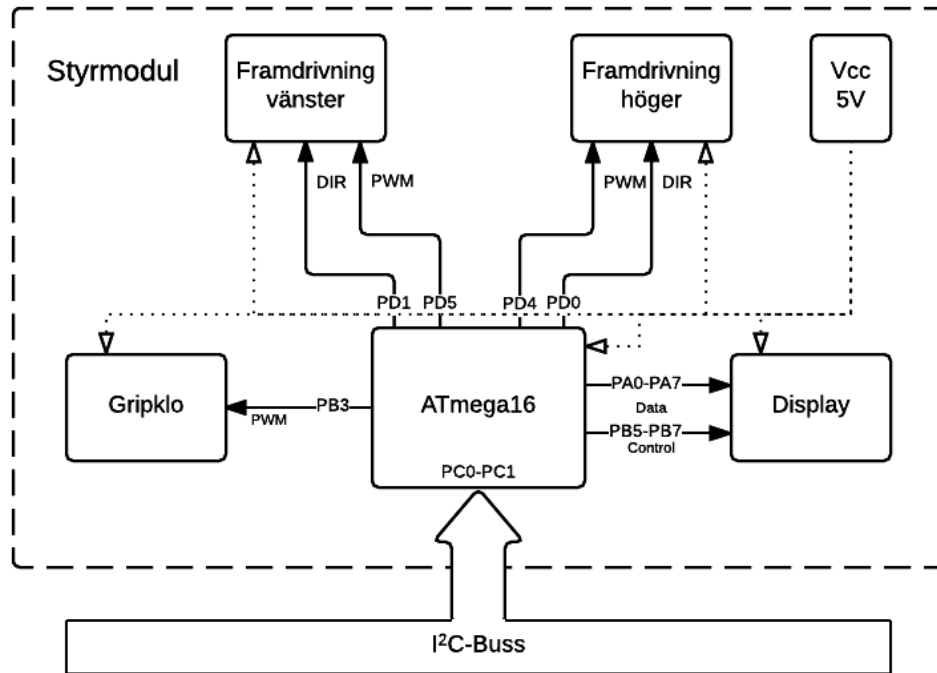 Styrmodul
Framdrivning
vänster
Framdrivning
höger
Vcc
5V
DIR
PWM
PWM
DIR
PD1
PD5
PD4
PD0
Gripklo
PWM
PB3
ATmega16
PC0-PC1
PA0-PA7
Data
PB5-PB7
Control
Display
I²C-Buss